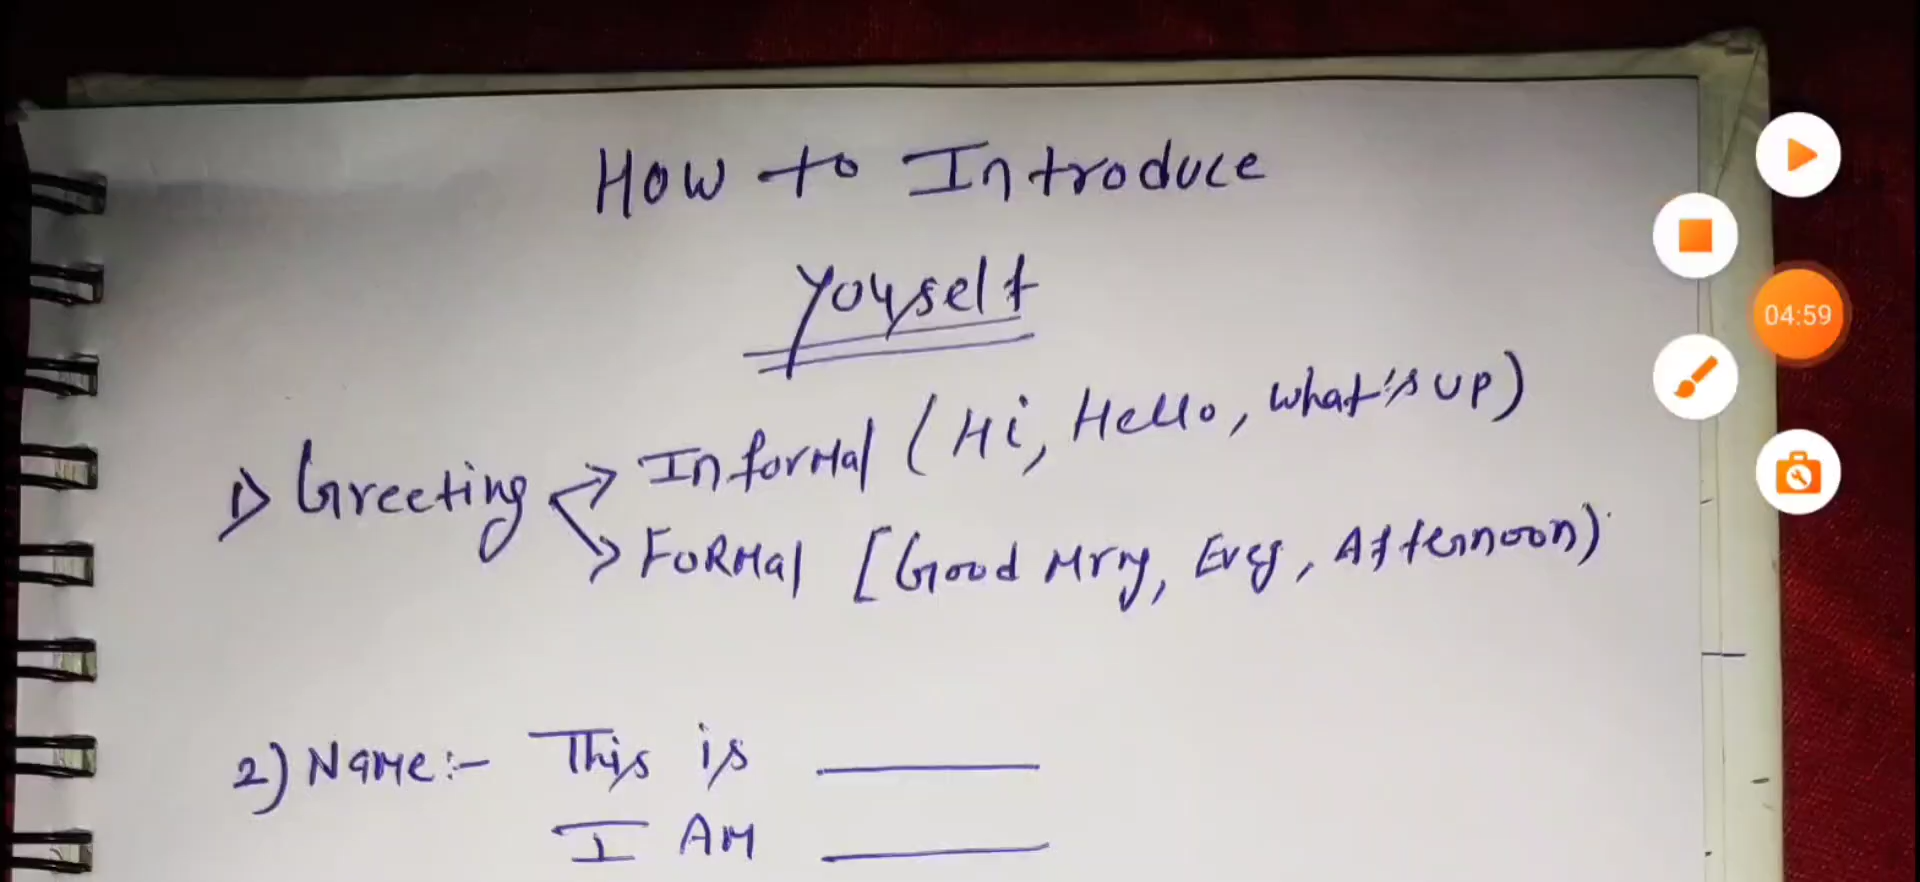 How to Introduce
Yourself
1) Greeting → Informal (Hi, Hello, What's up)
→ Formal [Good Mrng, Eveg, Afternoon)
2) Name:- This is ______
I AM ______
04:59